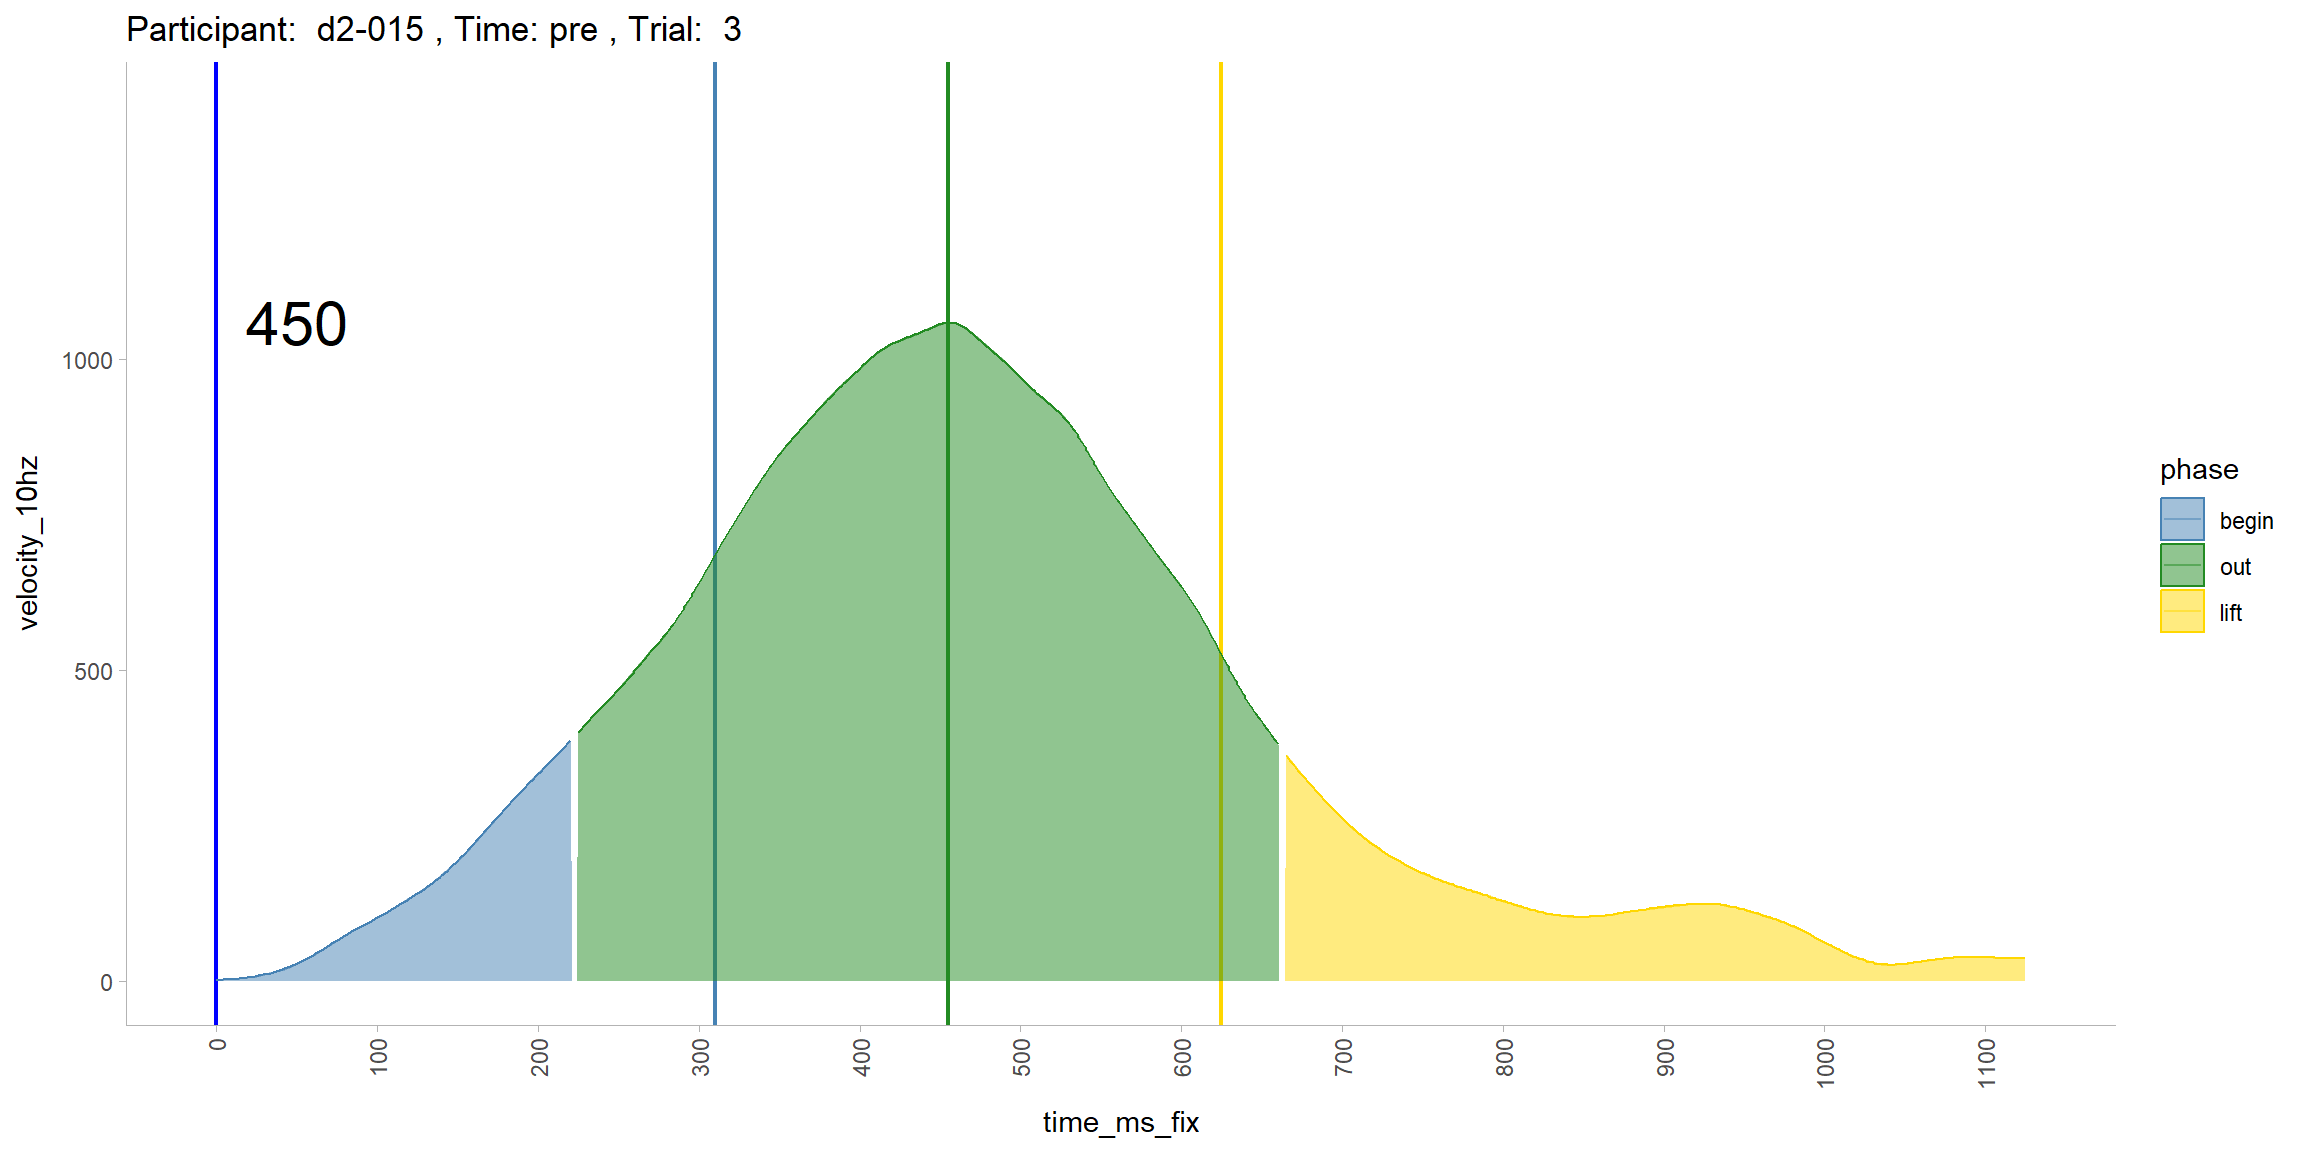 Participant:  d2-015 , Time: pre , Trial:  3
450
1000
500
0
velocity_10hz
0 100 200 300 400 500 600 700 800 900 1000 1100
time_ms_fix
phase
begin
out
lift